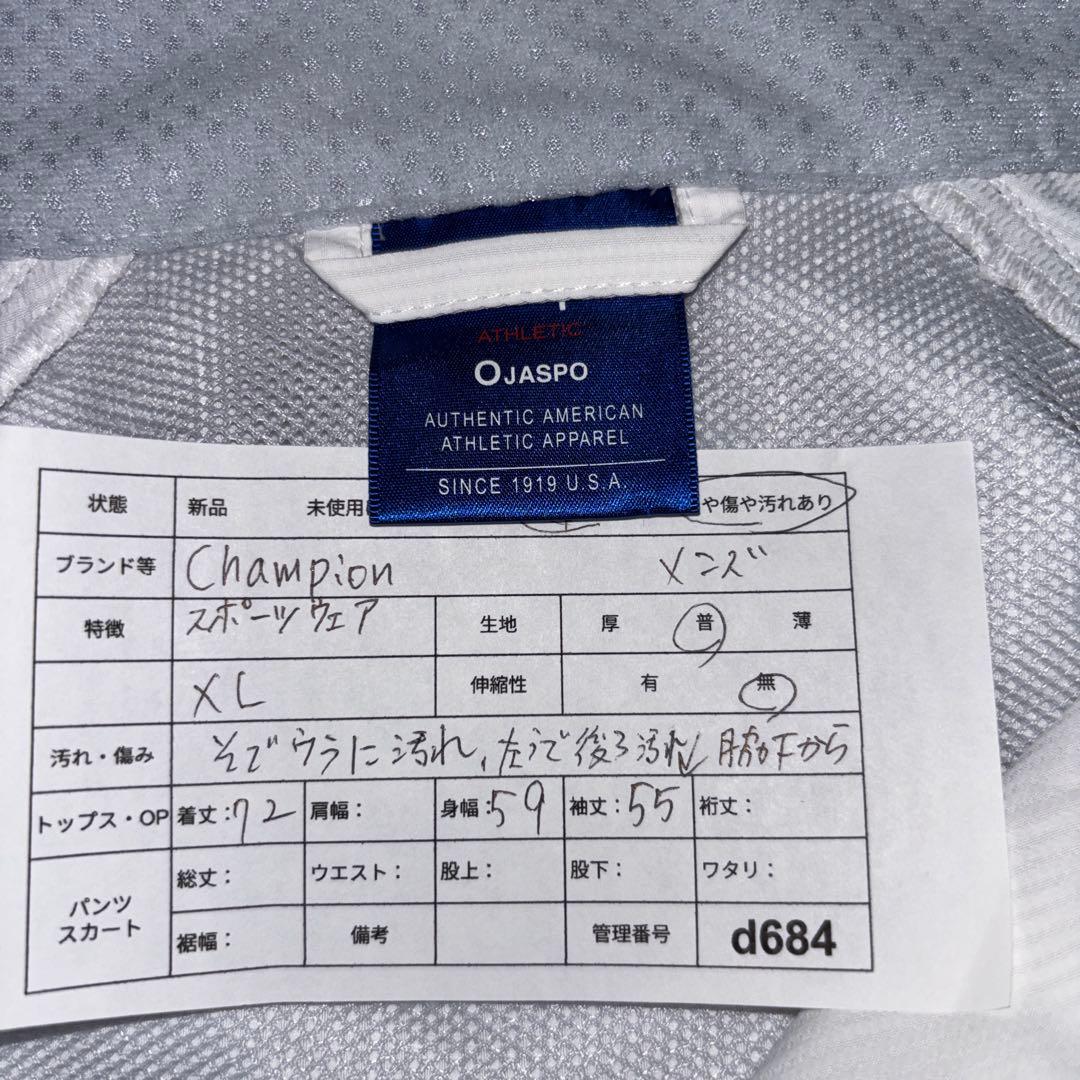 ATHLETIC
OJASPO
AUTHENTIC AMERICAN
ATHLETIC APPAREL
SINCE 1919 U.S.A.
状態 新品 未使用 や傷や汚れあり
ブランド等 Champion メンズ
特徴 スポーツウェア 生地 厚 普 薄
XL 伸縮性 有 無
汚れ・傷み そでウラに汚れ、左うで後ろ汚れ 脇下から
トップス・OP 着丈:72 肩幅: 身幅:59 袖丈:55 裄丈:
パンツ スカート 総丈: ウエスト: 股上: 股下: ワタリ:
裾幅: 備考 管理番号 d684